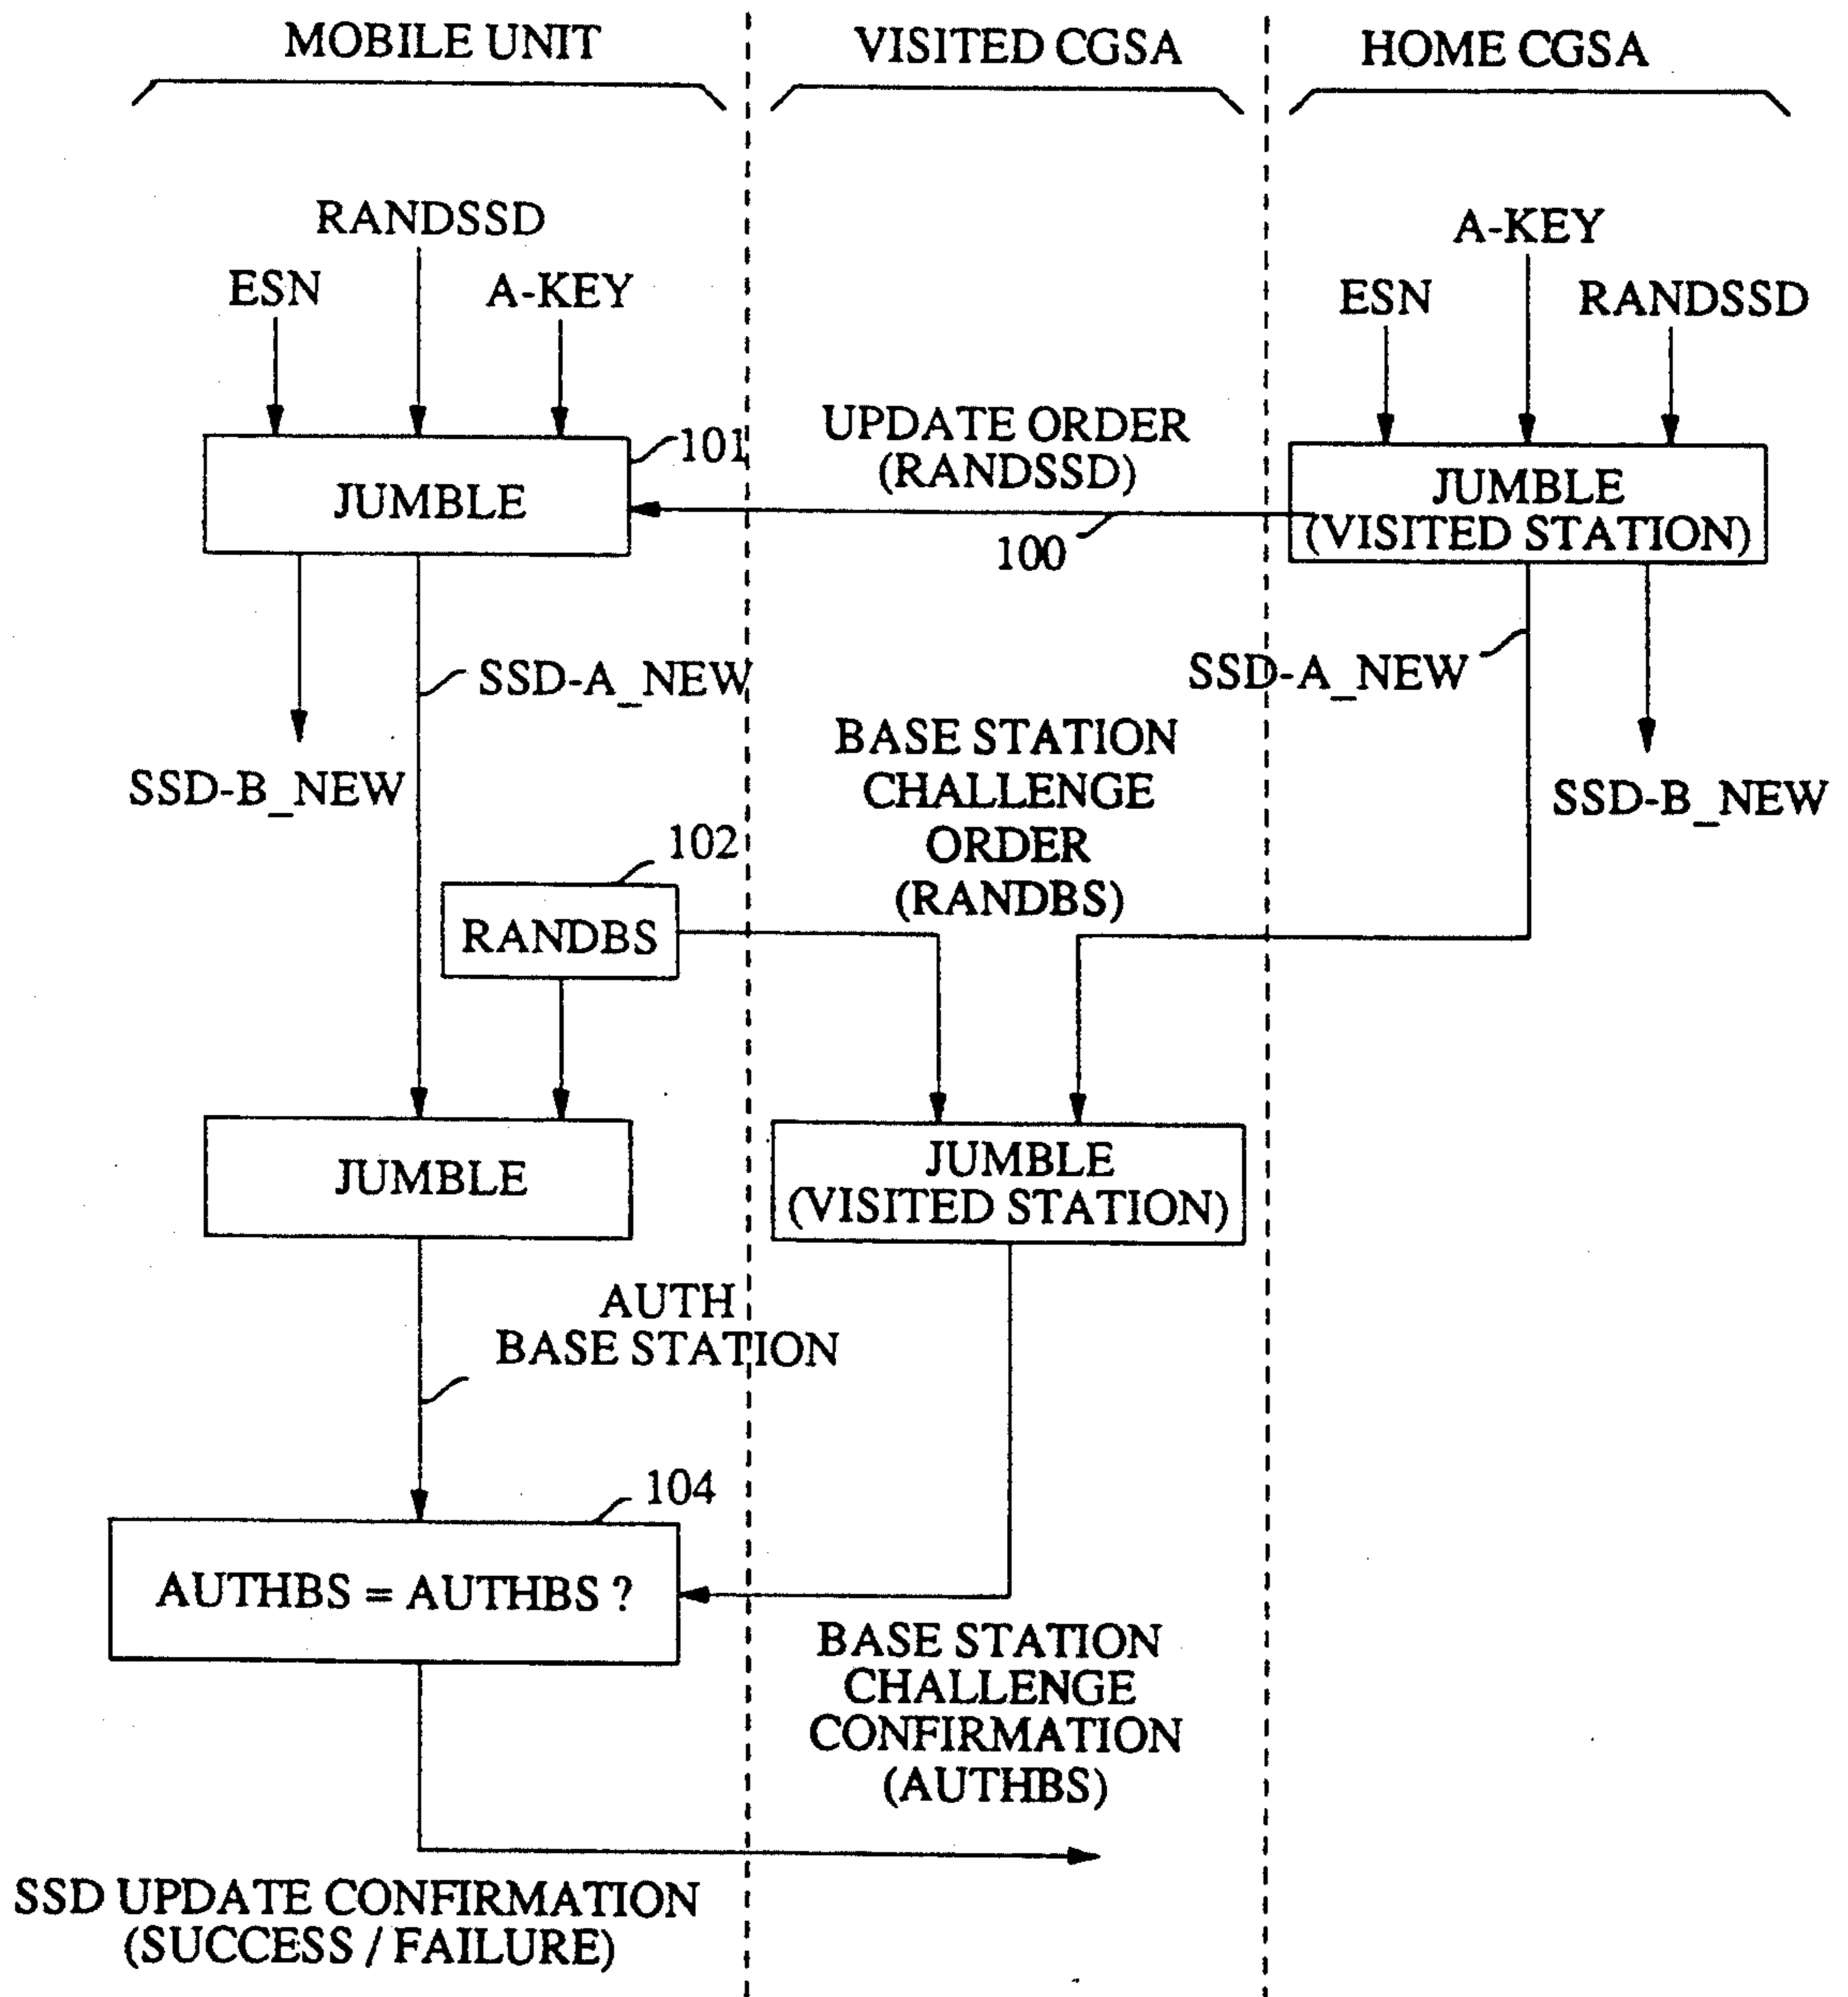 MOBILE UNIT
VISITED CGSA
HOME CGSA
RANDSSD
ESN
A-KEY
A-KEY
ESN
RANDSSD
101
JUMBLE
UPDATE ORDER
(RANDSSD)
100
JUMBLE
(VISITED STATION)
SSD-A_NEW
SSD-B_NEW
SSD-A_NEW
SSD-B_NEW
BASE STATION
CHALLENGE
ORDER
(RANDBS)
102
RANDBS
JUMBLE
JUMBLE
(VISITED STATION)
AUTH
BASE STATION
104
AUTHBS = AUTHBS ?
BASE STATION
CHALLENGE
CONFIRMATION
(AUTHBS)
SSD UPDATE CONFIRMATION
(SUCCESS / FAILURE)